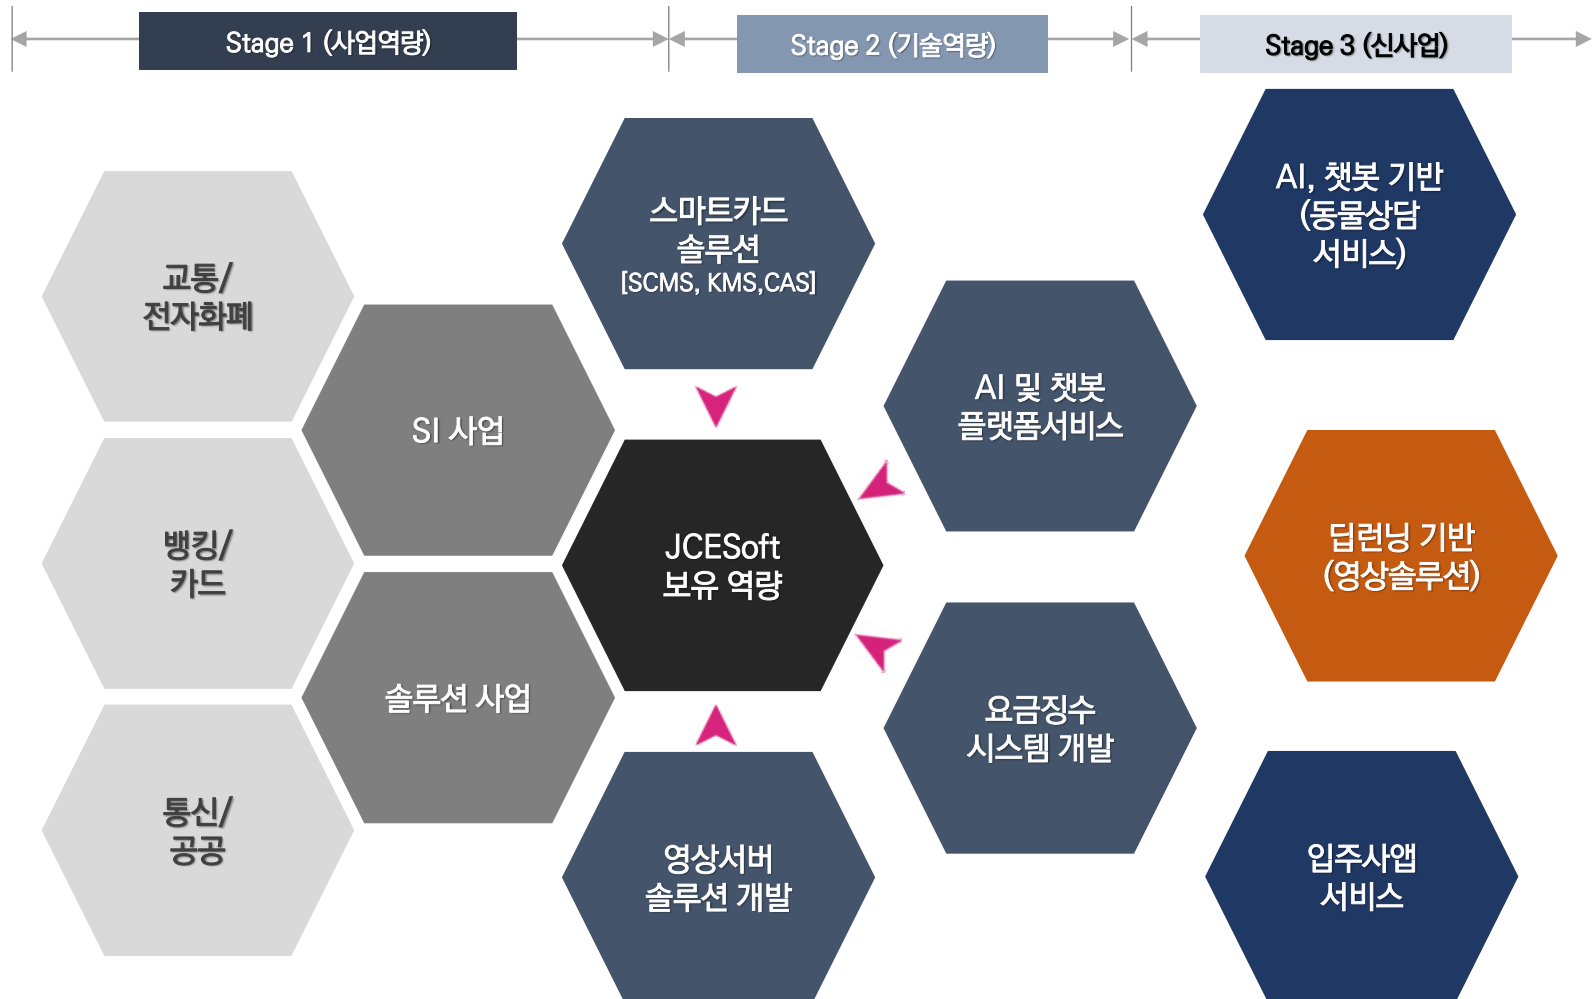 Stage 1 (사업역량)
Stage 2 (기술역량)
Stage 3 (신사업)
교통/
전자화폐
뱅킹/
카드
통신/
공공
SI 사업
솔루션 사업
스마트카드
솔루션
[SCMS, KMS,CAS]
JCESoft
보유 역량
영상서버
솔루션 개발
AI 및 챗봇
플랫폼서비스
요금징수
시스템 개발
AI, 챗봇 기반
(동물상담
서비스)
딥런닝 기반
(영상솔루션)
입주사앱
서비스